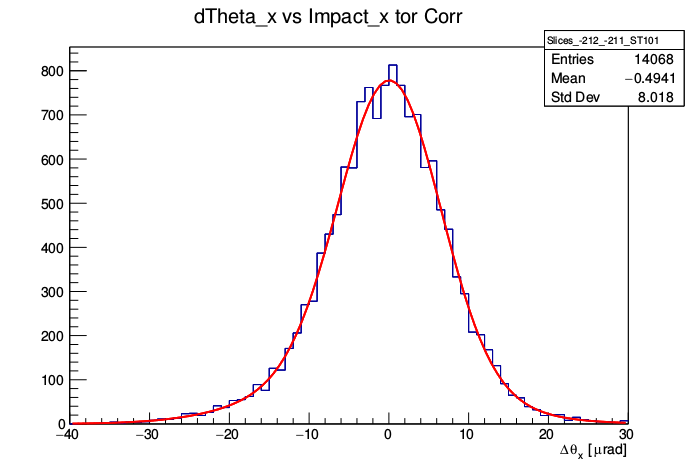 dTheta_x vs Impact_x tor Corr
Slices_-212_-211_ST101
Entries 14068
Mean −0.4941
Std Dev 8.018
800
700
600
500
400
300
200
100
0
−40 −30 −20 −10 0 10 20 30
Δθx [μrad]